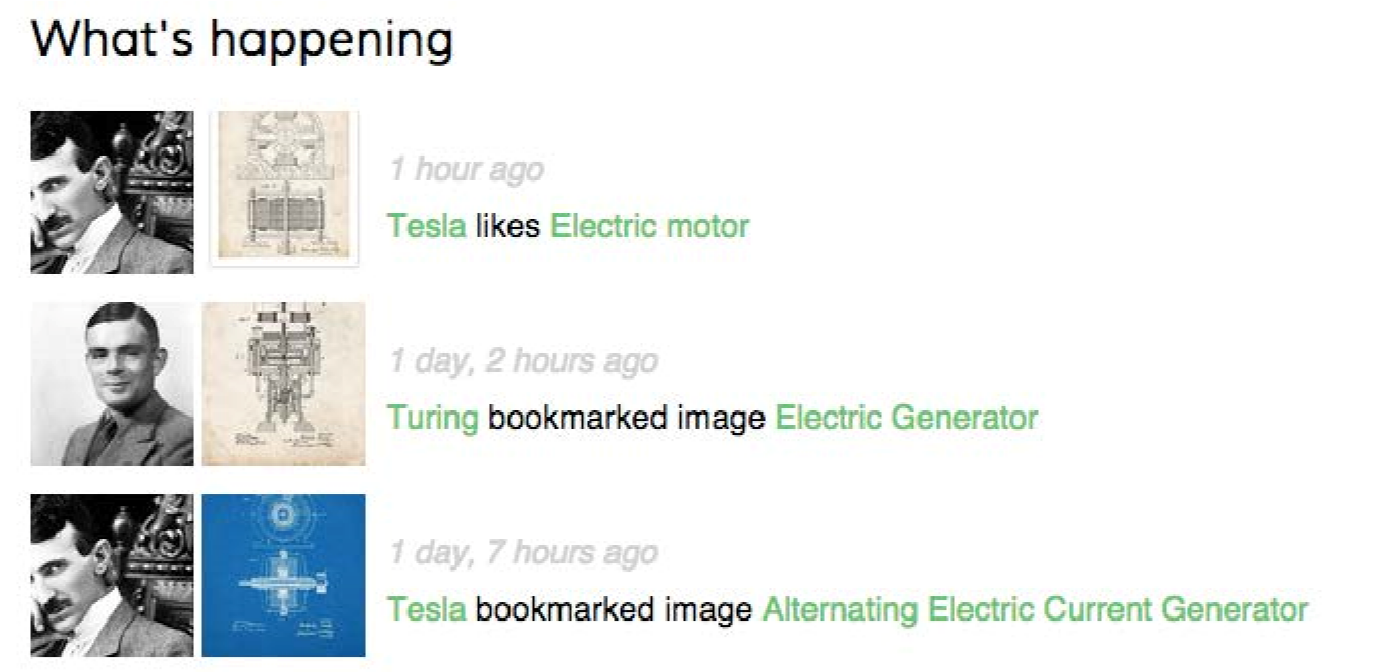 What's happening
1 hour ago
Tesla likes Electric motor
1 day, 2 hours ago
Turing bookmarked image Electric Generator
1 day, 7 hours ago
Tesla bookmarked image Alternating Electric Current Generator